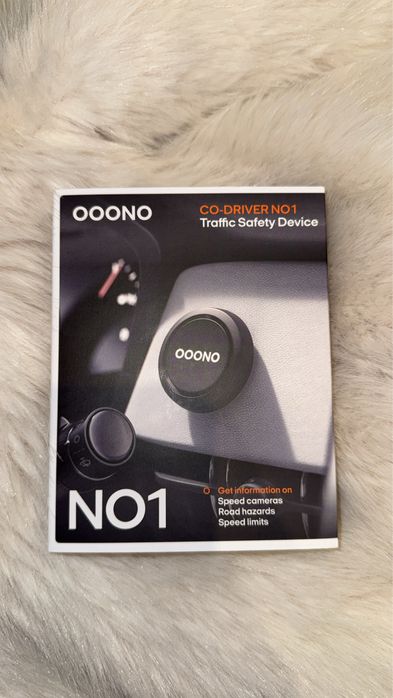 OOONO
CO-DRIVER NO1
Traffic Safety Device
OOONO
NO1
Get information on
Speed cameras
Road hazards
Speed limits